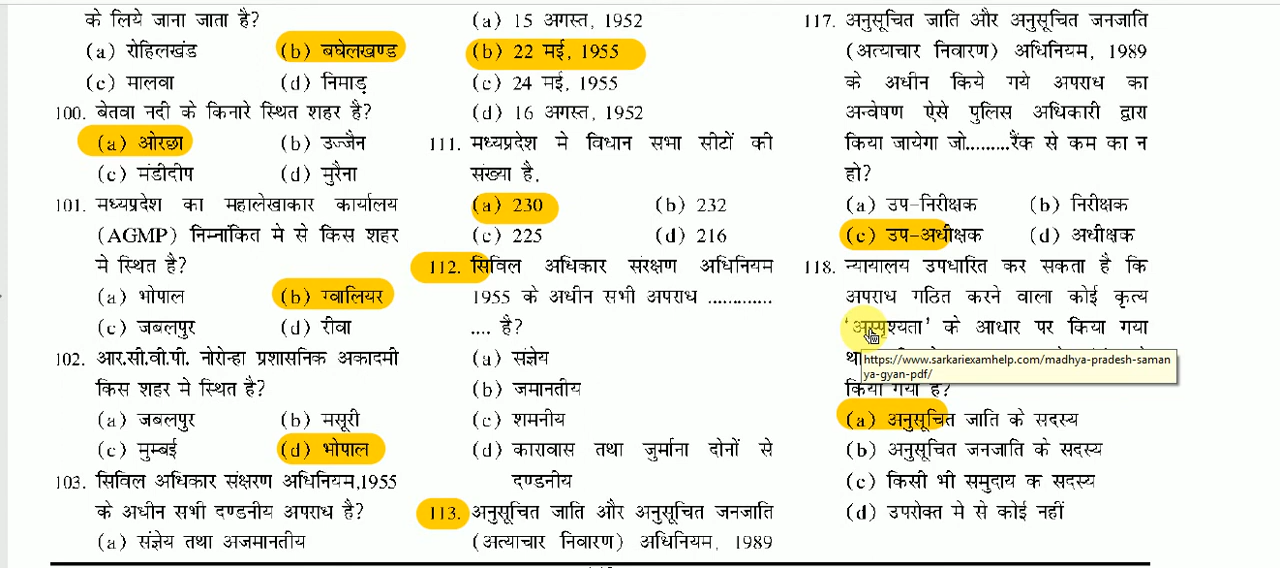 के लिये जाना जाता है?
(a) रोहिलखंड (b) बघेलखण्ड
(c) मालवा (d) निमाड़
100. बेतवा नदी के किनारे स्थित शहर है?
(a) ओरछा (b) उज्जैन
(c) मंडीदीप (d) मुरैना
101. मध्यप्रदेश का महालेखाकार कार्यालय
(AGMP) निम्नांकित मे से किस शहर
मे स्थित है?
(a) भोपाल (b) ग्वालियर
(c) जबलपुर (d) रीवा
102. आर.सी.वी.पी. नोरोन्हा प्रशासनिक अकादमी
किस शहर मे स्थित है?
(a) जबलपुर (b) मसूरी
(c) मुम्बई (d) भोपाल
103. सिविल अधिकार संक्षरण अधिनियम,1955
के अधीन सभी दण्डनीय अपराध है?
(a) संज्ञेय तथा अजमानतीय
(a) 15 अगस्त, 1952
(b) 22 मई, 1955
(c) 24 मई, 1955
(d) 16 अगस्त, 1952
111. मध्यप्रदेश मे विधान सभा सीटों की
संख्या है.
(a) 230 (b) 232
(c) 225 (d) 216
112. सिविल अधिकार संरक्षण अधिनियम
1955 के अधीन सभी अपराध .............
.... है?
(a) संज्ञेय
(b) जमानतीय
(c) शमनीय
(d) कारावास तथा जुर्माना दोनों से
दण्डनीय
113. अनुसूचित जाति और अनुसूचित जनजाति
(अत्याचार निवारण) अधिनियम, 1989
117. अनुसूचित जाति और अनुसूचित जनजाति
(अत्याचार निवारण) अधिनियम, 1989
के अधीन किये गये अपराध का
अन्वेषण ऐसे पुलिस अधिकारी द्वारा
किया जायेगा जो.........रैंक से कम का न
हो?
(a) उप-निरीक्षक (b) निरीक्षक
(c) उप-अधीक्षक (d) अधीक्षक
118. न्यायालय उपधारित कर सकता है कि
अपराध गठित करने वाला कोई कृत्य
'अस्पृश्यता' के आधार पर किया गया
था
https://www.sarkariexamhelp.com/madhya-pradesh-saman
ya-gyan-pdf/
किया गया है?
(a) अनुसूचित जाति के सदस्य
(b) अनुसूचित जनजाति के सदस्य
(c) किसी भी समुदाय क सदस्य
(d) उपरोक्त मे से कोई नहीं